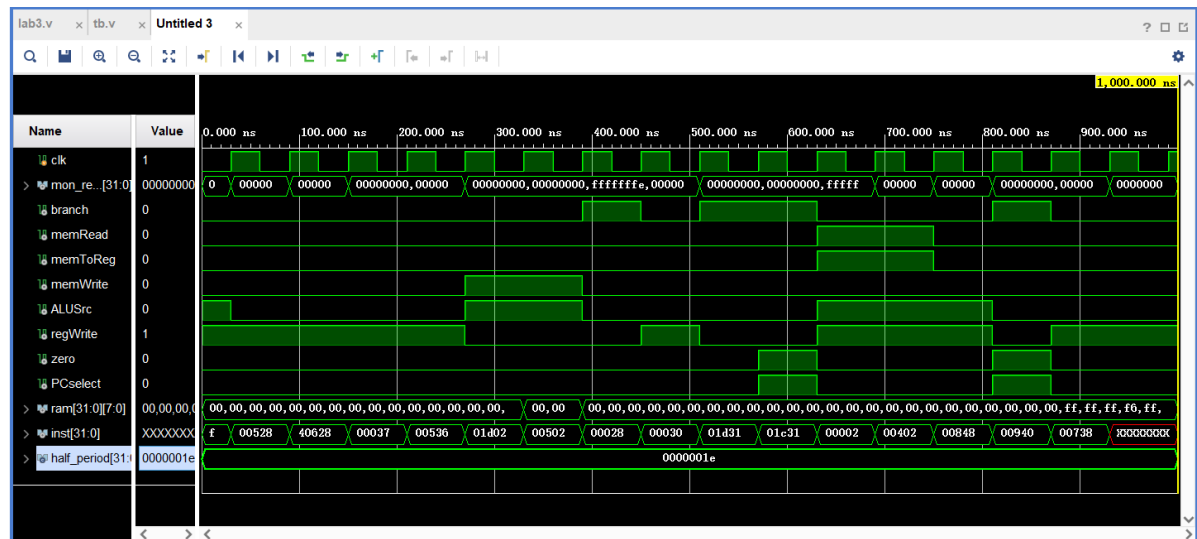 lab3.v × tb.v × Untitled 3 ×
?
1,000.000 ns
Name Value 0.000 ns 100.000 ns 200.000 ns 300.000 ns 400.000 ns 500.000 ns 600.000 ns 700.000 ns 800.000 ns 900.000 ns
clk 1
mon_re...[31:0] 00000000 0 00000 00000 00000000,00000 00000000,00000000,fffffffe,00000 00000000,00000000,fffff 00000 00000 00000000,00000 0000000
branch 0
memRead 0
memToReg 0
memWrite 0
ALUSrc 0
regWrite 1
zero 0
PCselect 0
ram[31:0][7:0] 00,00,00,0 00,00,00,00,00,00,00,00,00,00,00,00,00,00,00, 00,00 00,00,00,00,00,00,00,00,00,00,00,00,00,00,00,00,00,00,00,00,00,00,00,00,ff,ff,ff,f6,ff,
inst[31:0] XXXXXXX f 00528 40628 00037 00536 01d02 00502 00028 00030 01d31 01c31 00002 00402 00848 00940 00738 XXXXXXXX
half_period[31: 0000001e 0000001e